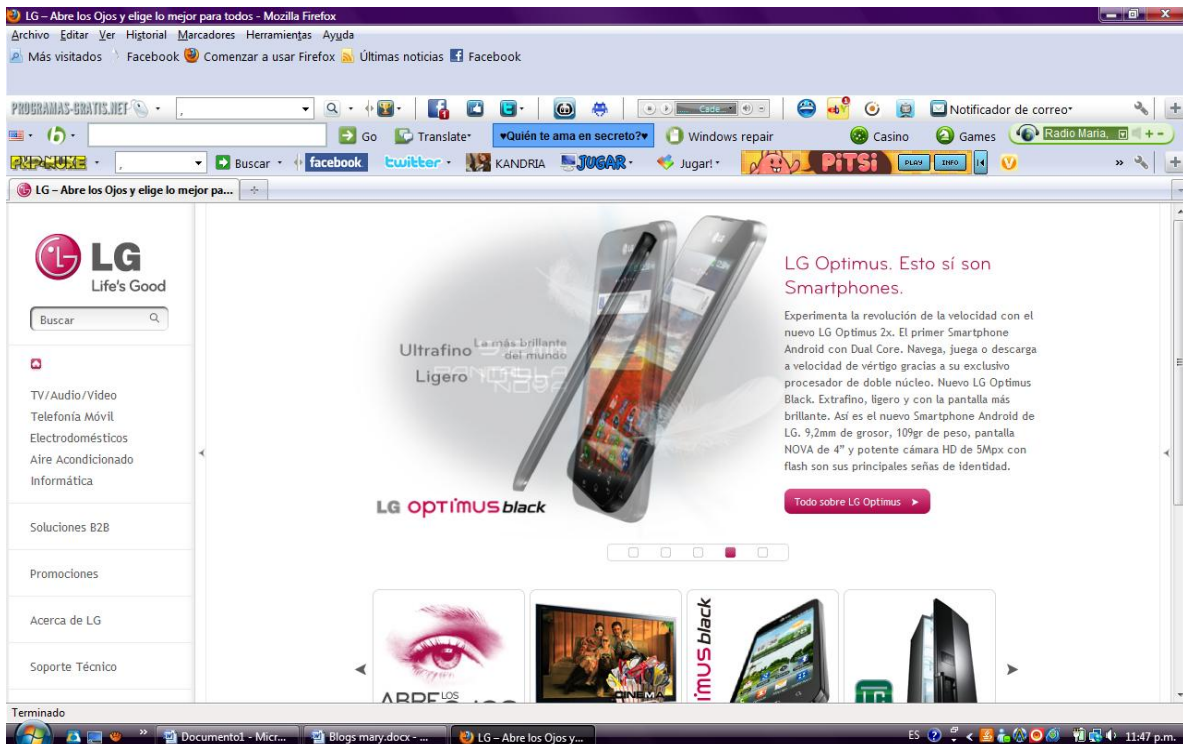 LG – Abre los Ojos y elige lo mejor para todos - Mozilla Firefox
Archivo Editar Ver Historial Marcadores Herramientas Ayuda
Más visitados Facebook Comenzar a usar Firefox Últimas noticias Facebook
PROGRAMAS-GRATIS.NET , Notificador de correo
Go Translate ♥Quién te ama en secreto?♥ Windows repair Casino Games Radio Maria,
, Buscar facebook twitter KANDRIA JUGAR Jugar! PiTSi PLAY INFO »
LG – Abre los Ojos y elige lo mejor pa...
LG
Life's Good
Buscar
TV/Audio/Video
Telefonía Móvil
Electrodomésticos
Aire Acondicionado
Informática
Soluciones B2B
Promociones
Acerca de LG
Soporte Técnico
Ultrafino
Ligero
La más brillante
del mundo
LG OPTIMUS black
LG Optimus. Esto sí son
Smartphones.
Experimenta la revolución de la velocidad con el
nuevo LG Optimus 2x. El primer Smartphone
Android con Dual Core. Navega, juega o descarga
a velocidad de vértigo gracias a su exclusivo
procesador de doble núcleo. Nuevo LG Optimus
Black. Extrafino, ligero y con la pantalla más
brillante. Así es el nuevo Smartphone Android de
LG. 9,2mm de grosor, 109gr de peso, pantalla
NOVA de 4” y potente cámara HD de 5Mpx con
flash son sus principales señas de identidad.
Todo sobre LG Optimus
ABRE LOS
CINEMA
imus black
Terminado
» Documento1 - Micr... Blogs mary.docx - ... LG – Abre los Ojos y... ES 11:47 p.m.